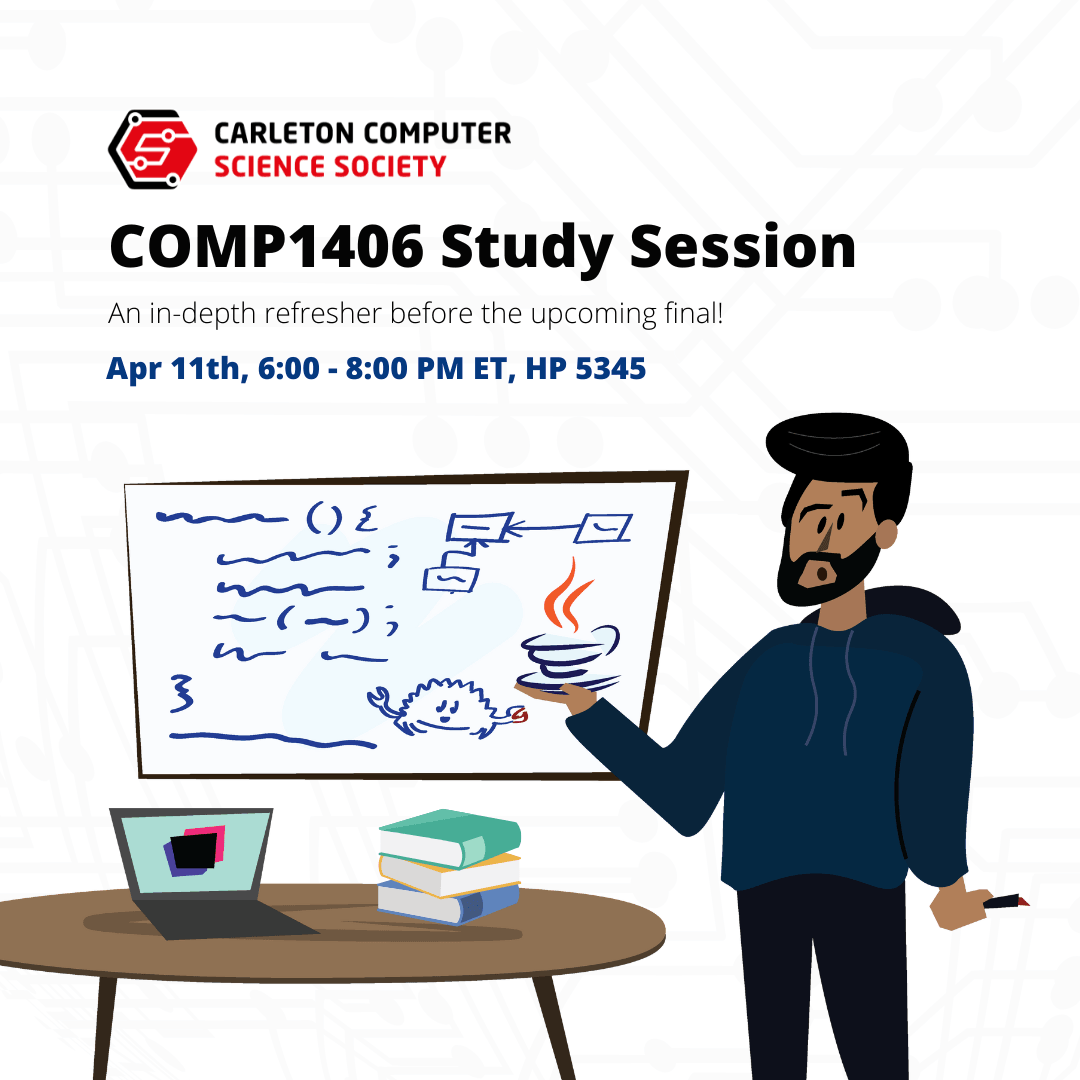 CARLETON COMPUTER
SCIENCE SOCIETY
COMP1406 Study Session
An in-depth refresher before the upcoming final!
Apr 11th, 6:00 - 8:00 PM ET, HP 5345
(){
;
( );
}